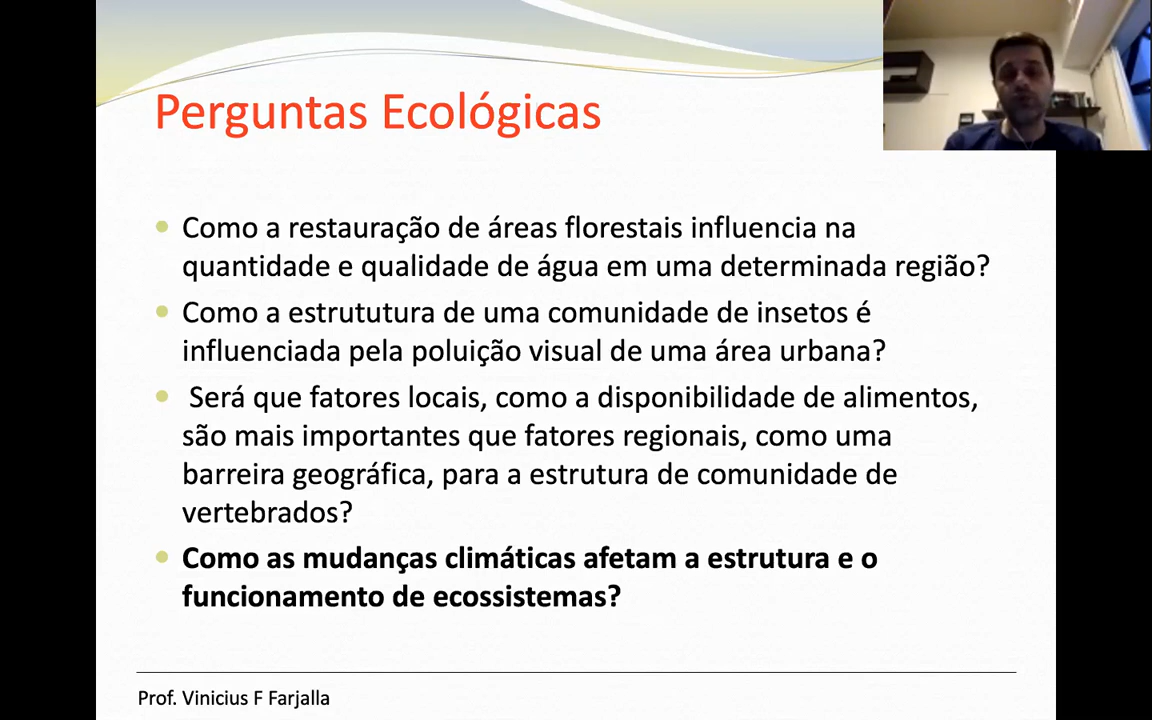 Perguntas Ecológicas
Como a restauração de áreas florestais influencia na
quantidade e qualidade de água em uma determinada região?
Como a estrututura de uma comunidade de insetos é
influenciada pela poluição visual de uma área urbana?
Será que fatores locais, como a disponibilidade de alimentos,
são mais importantes que fatores regionais, como uma
barreira geográfica, para a estrutura de comunidade de
vertebrados?
Como as mudanças climáticas afetam a estrutura e o
funcionamento de ecossistemas?
Prof. Vinicius F Farjalla